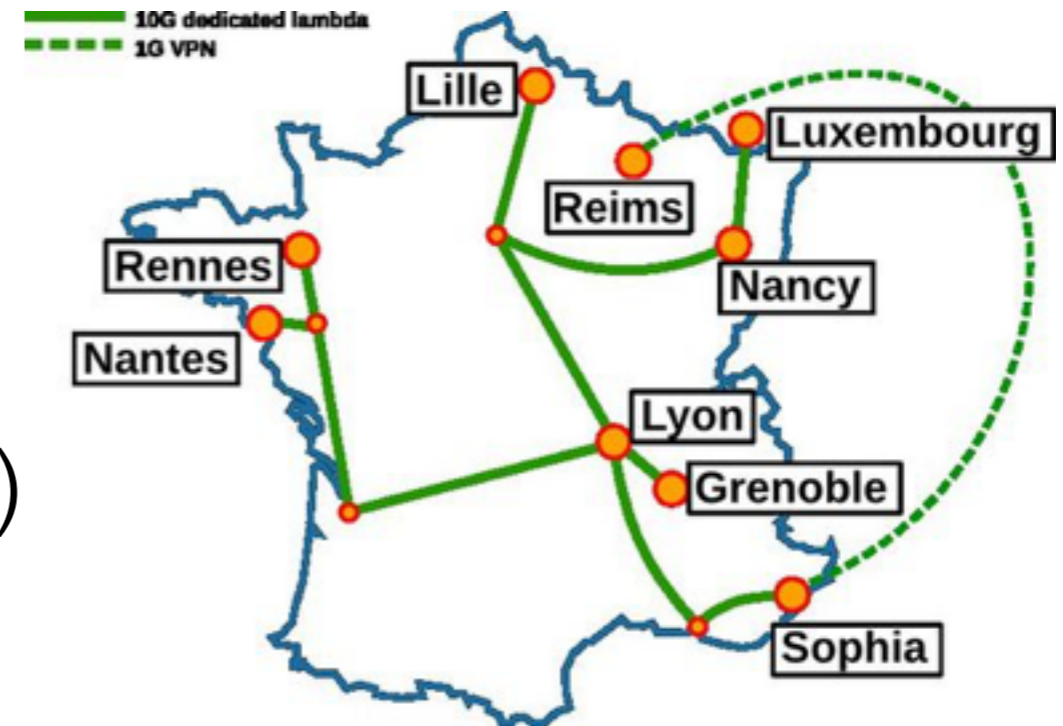 10G dedicated lambda
1G VPN
Lille
Luxembourg
Reims
Rennes
Nancy
Nantes
Lyon
)
Grenoble
Sophia